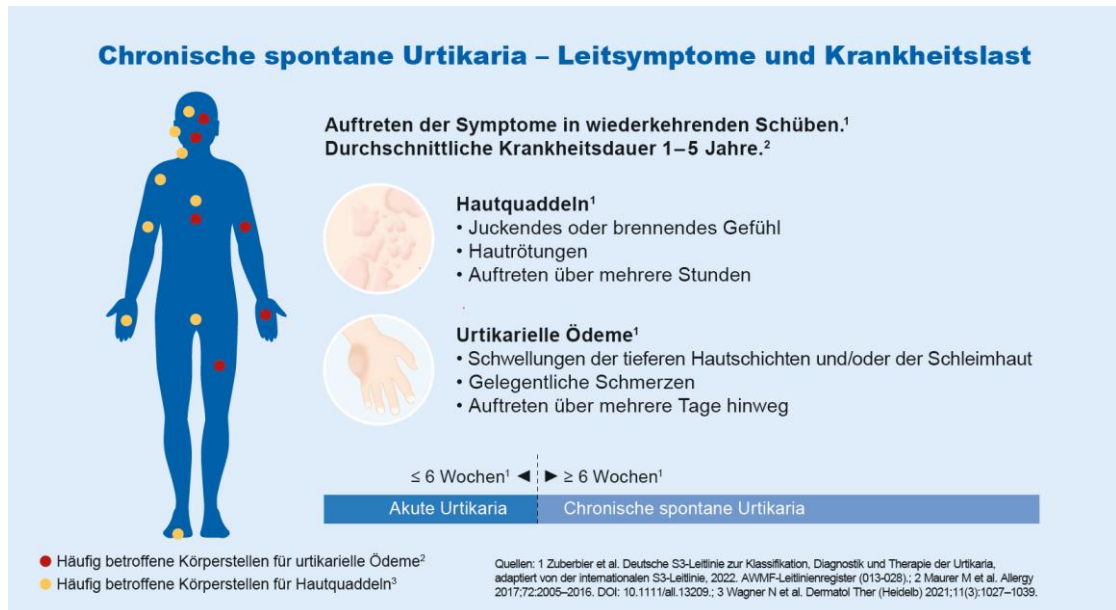 Chronische spontane Urtikaria – Leitsymptome und Krankheitslast
Auftreten der Symptome in wiederkehrenden Schüben.¹
Durchschnittliche Krankheitsdauer 1–5 Jahre.²
Hautquaddeln¹
• Juckendes oder brennendes Gefühl
• Hautrötungen
• Auftreten über mehrere Stunden
Urtikarielle Ödeme¹
• Schwellungen der tieferen Hautschichten und/oder der Schleimhaut
• Gelegentliche Schmerzen
• Auftreten über mehrere Tage hinweg
≤ 6 Wochen¹ ◄ ► ≥ 6 Wochen¹
Akute Urtikaria Chronische spontane Urtikaria
Häufig betroffene Körperstellen für urtikarielle Ödeme²
Häufig betroffene Körperstellen für Hautquaddeln³
Quellen: 1 Zuberbier et al. Deutsche S3-Leitlinie zur Klassifikation, Diagnostik und Therapie der Urtikaria,
adaptiert von der internationalen S3-Leitlinie, 2022. AWMF-Leitlinienregister (013-028).; 2 Maurer M et al. Allergy
2017;72:2005–2016. DOI: 10.1111/all.13209.; 3 Wagner N et al. Dermatol Ther (Heidelb) 2021;11(3):1027–1039.